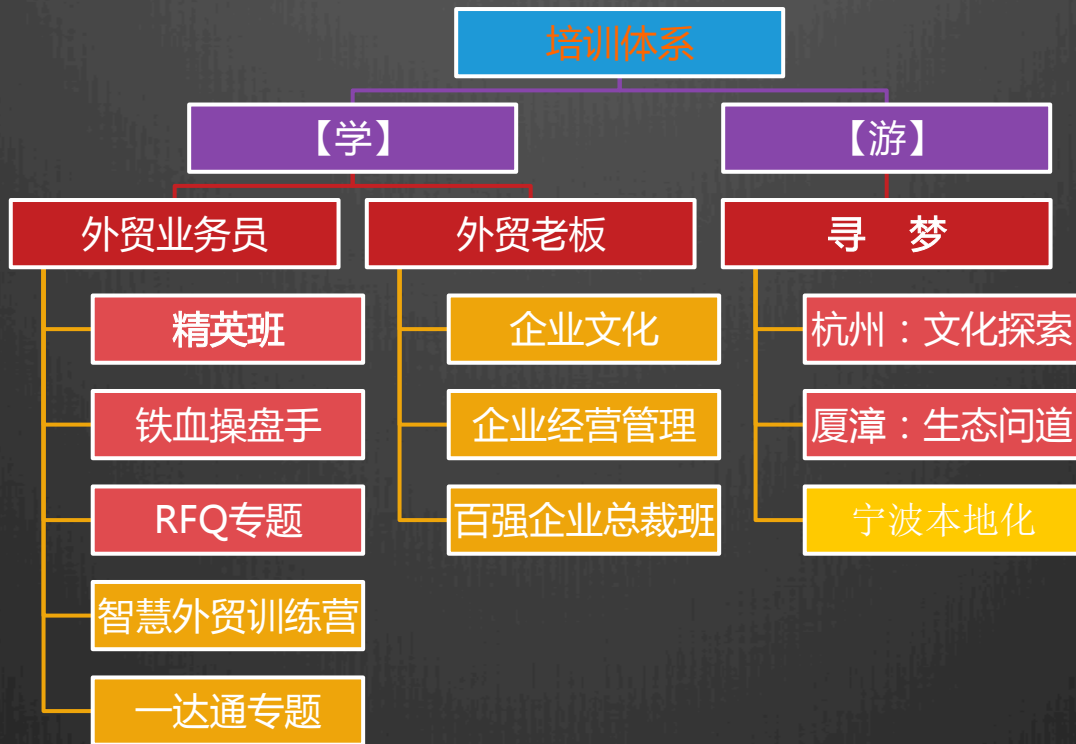 培训体系
【学】
【游】
外贸业务员
外贸老板
寻 梦
精英班
企业文化
杭州：文化探索
铁血操盘手
企业经营管理
厦漳：生态问道
RFQ专题
百强企业总裁班
宁波本地化
智慧外贸训练营
一达通专题